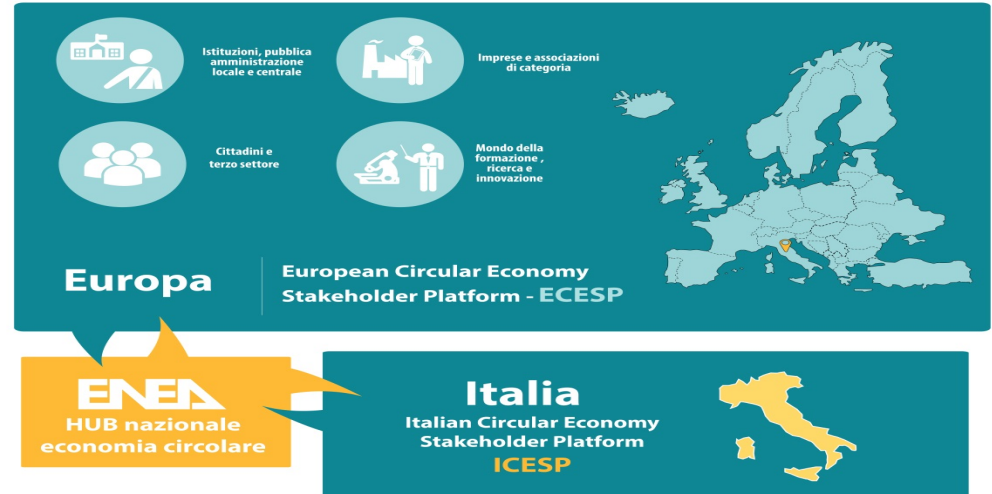 Istituzioni, pubblica
amministrazione
locale e centrale
Imprese e associazioni
di categoria
Cittadini e
terzo settore
Mondo della
formazione ,
ricerca e
innovazione
Europa
European Circular Economy
Stakeholder Platform - ECESP
ENEA
HUB nazionale
economia circolare
Italia
Italian Circular Economy
Stakeholder Platform
ICESP